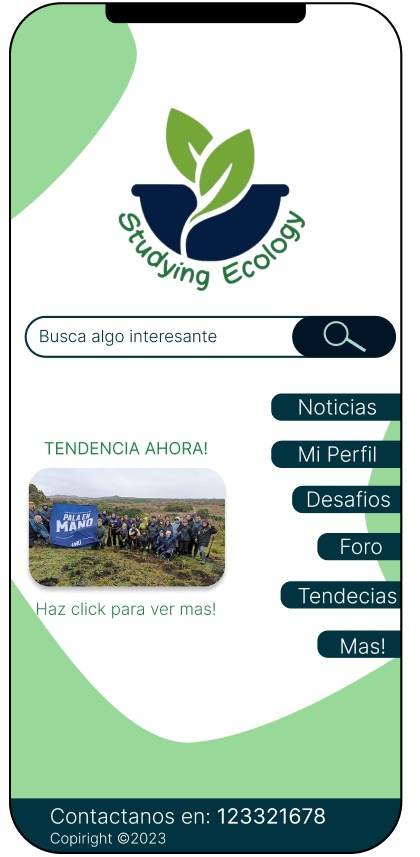 Studying Ecology
Busca algo interesante
Noticias
Mi Perfil
Desafios
Foro
Tendecias
Mas!
TENDENCIA AHORA!
PALA EN
MANO
Haz click para ver mas!
Contactanos en: 123321678
Copiright ©2023